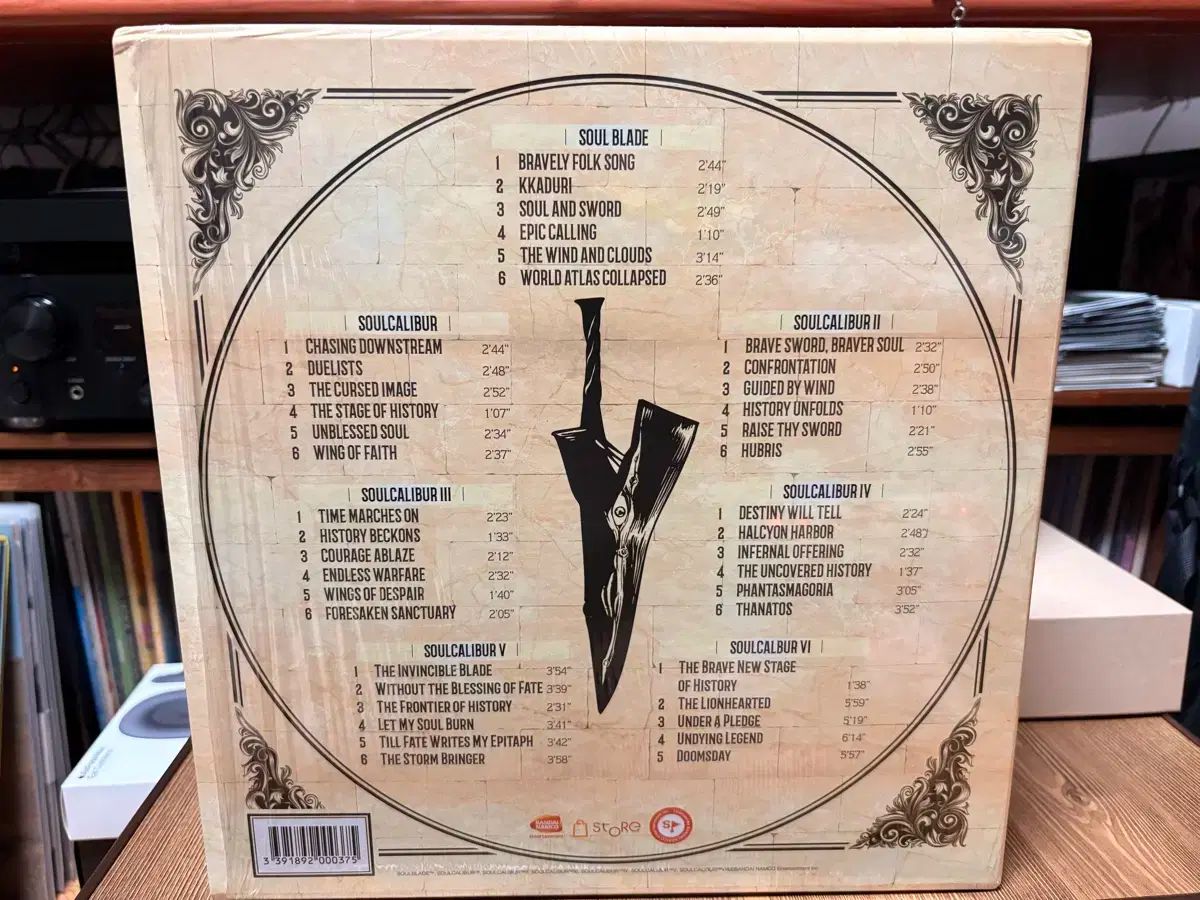 SOUL BLADE
1 BRAVELY FOLK SONG 2'44"
2 KKADURI 2'19"
3 SOUL AND SWORD 2'49"
4 EPIC CALLING 1'10"
5 THE WIND AND CLOUDS 3'14"
6 WORLD ATLAS COLLAPSED 2'36"
SOULCALIBUR
1 CHASING DOWNSTREAM 2'44"
2 DUELISTS 2'48"
3 THE CURSED IMAGE 2'52"
4 THE STAGE OF HISTORY 1'07"
5 UNBLESSED SOUL 2'34"
6 WING OF FAITH 2'37"
SOULCALIBUR II
1 BRAVE SWORD, BRAVER SOUL 2'32"
2 CONFRONTATION 2'50"
3 GUIDED BY WIND 2'38"
4 HISTORY UNFOLDS 1'10"
5 RAISE THY SWORD 2'21"
6 HUBRIS 2'55"
SOULCALIBUR III
1 TIME MARCHES ON 2'23"
2 HISTORY BECKONS 1'33"
3 COURAGE ABLAZE 2'12"
4 ENDLESS WARFARE 2'32"
5 WINGS OF DESPAIR 1'40"
6 FORESAKEN SANCTUARY 2'05"
SOULCALIBUR IV
1 DESTINY WILL TELL 2'24"
2 HALCYON HARBOR 2'48"
3 INFERNAL OFFERING 2'32"
4 THE UNCOVERED HISTORY 1'37"
5 PHANTASMAGORIA 3'05"
6 THANATOS 3'52"
SOULCALIBUR V
1 THE INVINCIBLE BLADE 3'54"
2 WITHOUT THE BLESSING OF FATE 3'39"
3 THE FRONTIER OF HISTORY 2'31"
4 LET MY SOUL BURN 3'41"
5 TILL FATE WRITES MY EPITAPH 3'42"
6 THE STORM BRINGER 3'58"
SOULCALIBUR VI
1 THE BRAVE NEW STAGE
OF HISTORY 1'38"
2 THE LIONHEARTED 5'59"
3 UNDER A PLEDGE 5'19"
4 UNDYING LEGEND 6'14"
5 DOOMSDAY 5'57"
BANDAI
NAMCO
STORE
SP
3 391892 000375